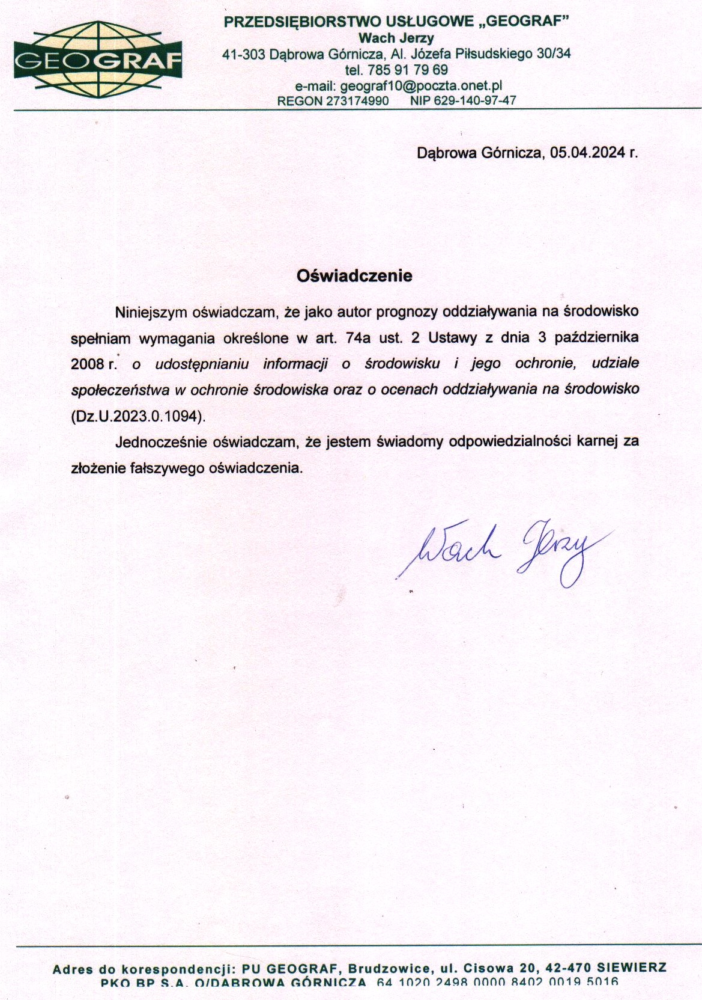 GEOGRAF
PRZEDSIĘBIORSTWO USŁUGOWE „GEOGRAF”
Wach Jerzy
41-303 Dąbrowa Górnicza, Al. Józefa Piłsudskiego 30/34
tel. 785 91 79 69
e-mail: geograf10@poczta.onet.pl
REGON 273174990 NIP 629-140-97-47
Dąbrowa Górnicza, 05.04.2024 r.
Oświadczenie
Niniejszym oświadczam, że jako autor prognozy oddziaływania na środowisko
spełniam wymagania określone w art. 74a ust. 2 Ustawy z dnia 3 października
2008 r. o udostępnianiu informacji o środowisku i jego ochronie, udziale
społeczeństwa w ochronie środowiska oraz o ocenach oddziaływania na środowisko
(Dz.U.2023.0.1094).
Jednocześnie oświadczam, że jestem świadomy odpowiedzialności karnej za
złożenie fałszywego oświadczenia.
Wach Jerzy
Adres do korespondencji: PU GEOGRAF, Brudzowice, ul. Cisowa 20, 42-470 SIEWIERZ
PKO BP S.A. O/DĄBROWA GÓRNICZA 64 1020 2498 0000 8402 0019 5016